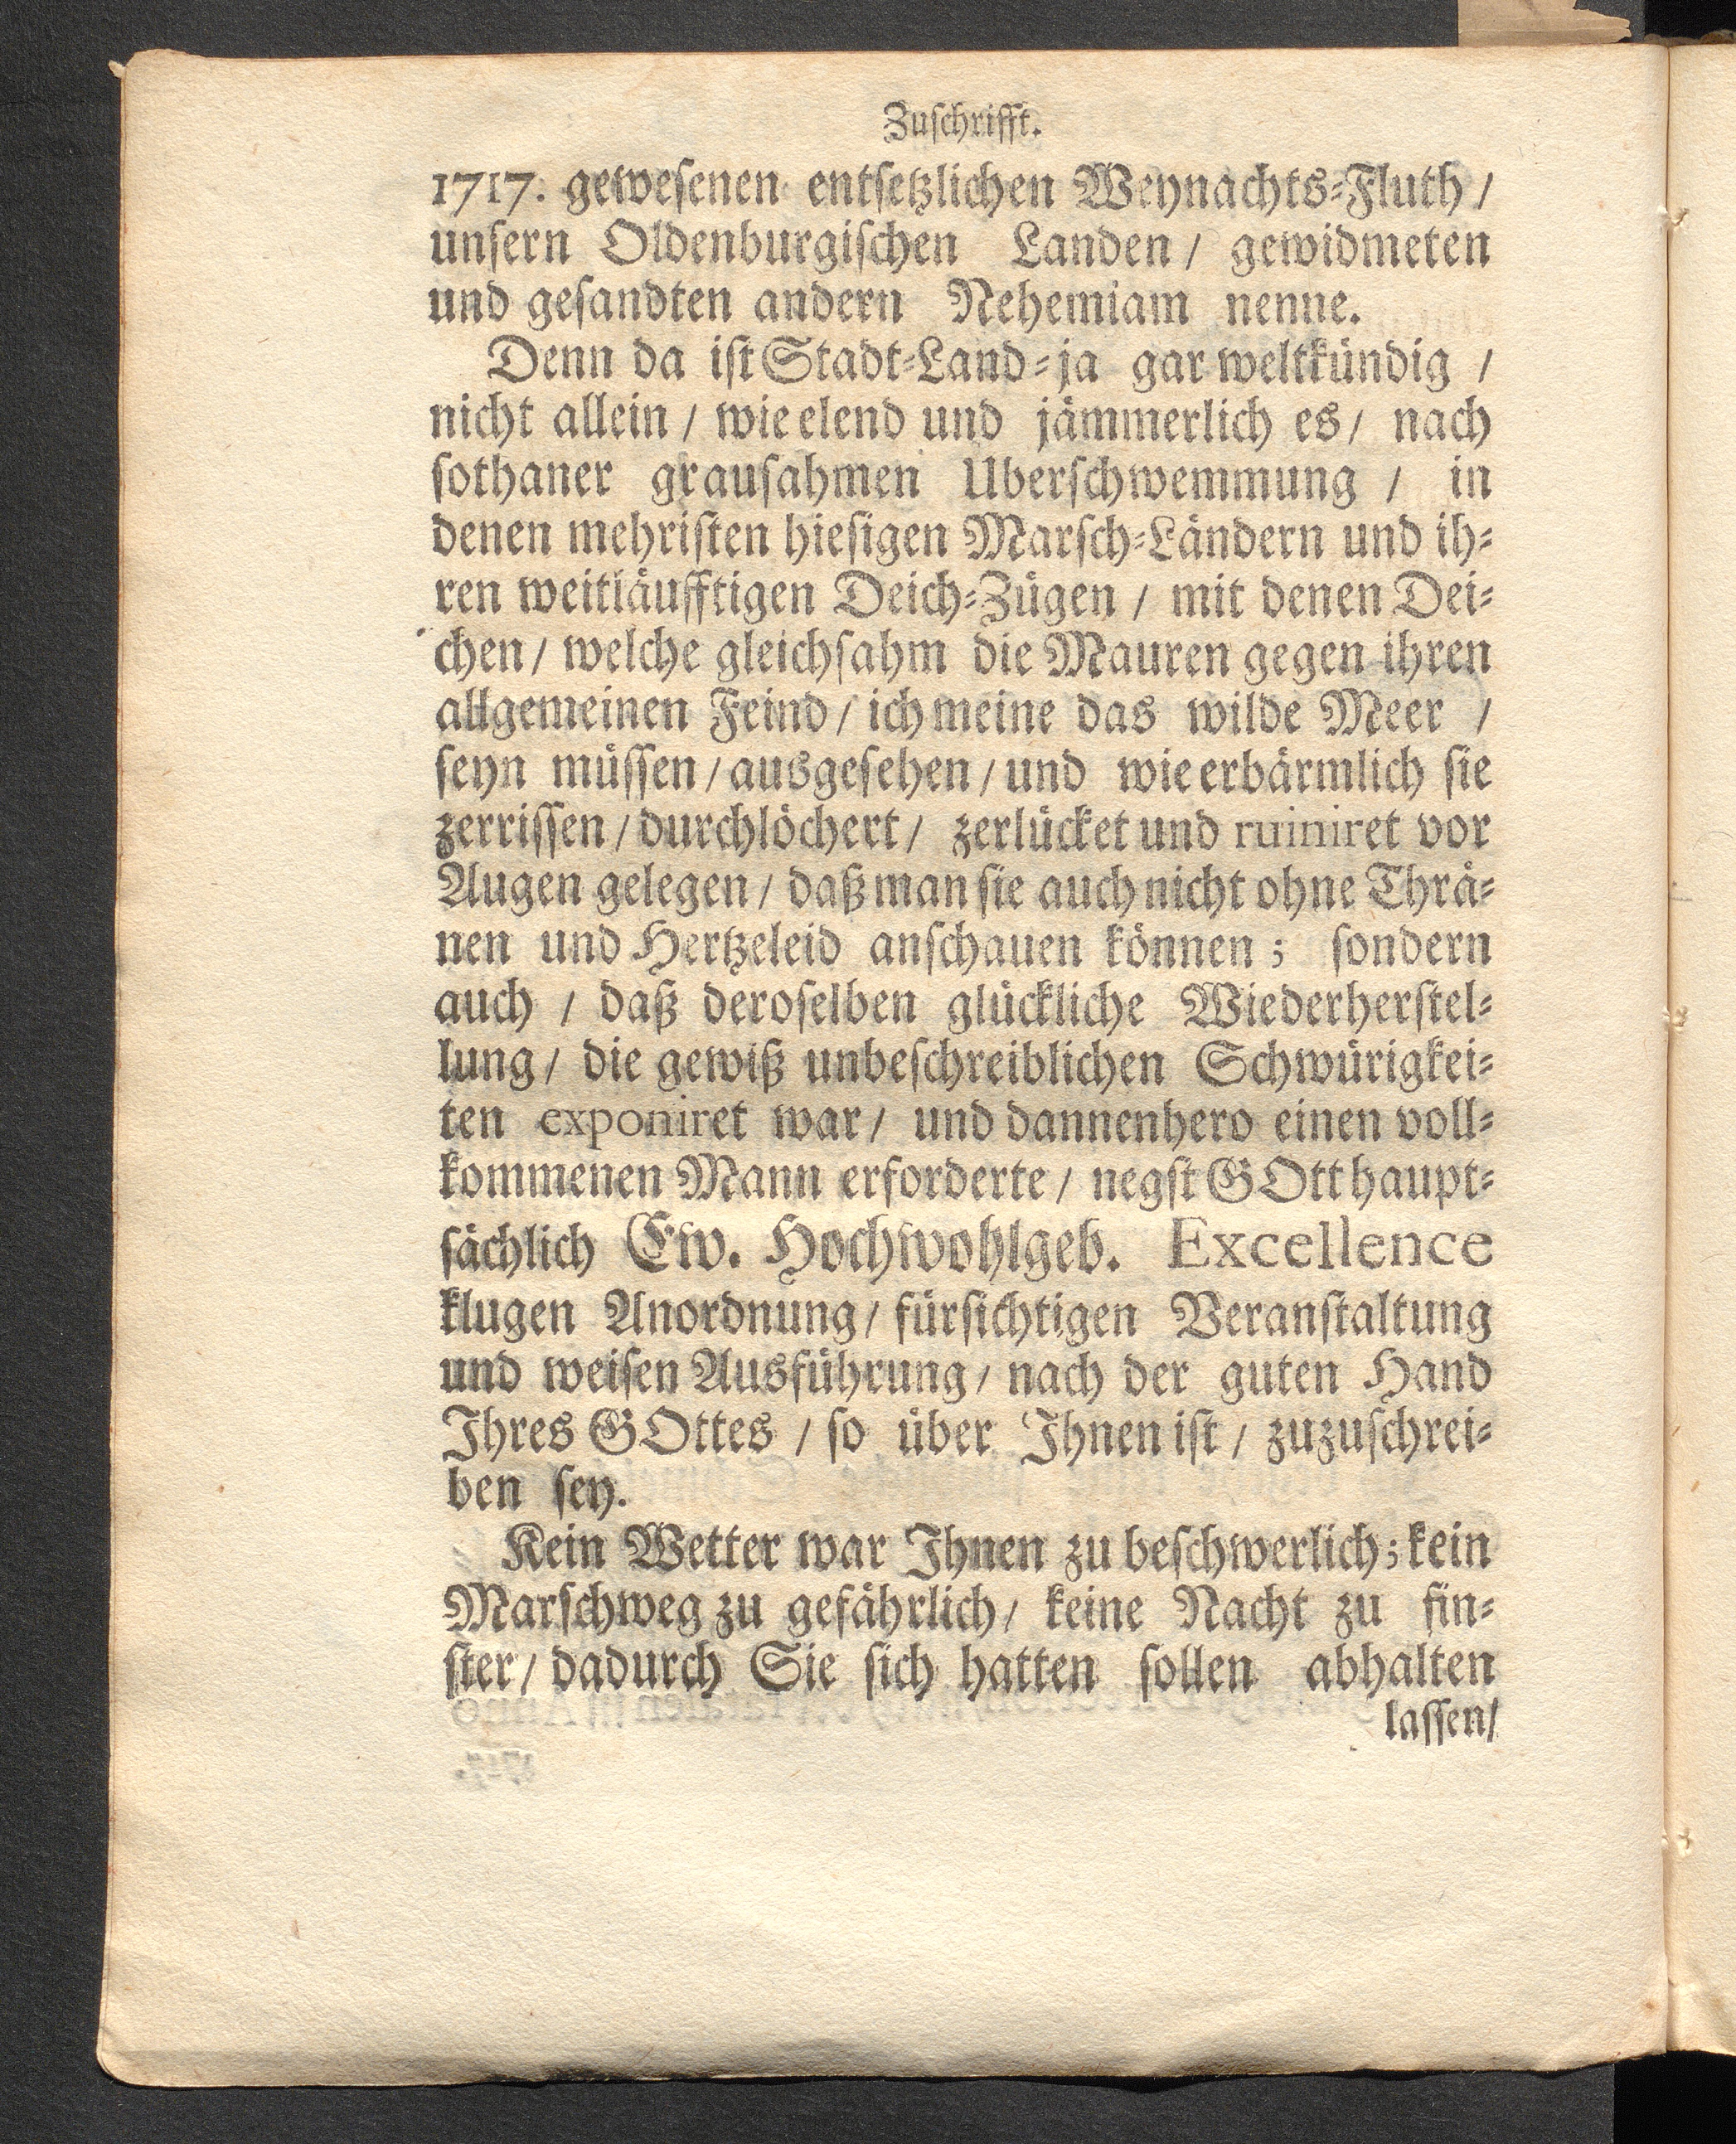 Zuschrifft.
1717. gewesenen entsetzlichen Weynachts-Fluth /
unsern Oldenburgischen Landen / gewidmeten
und gesandten andern Nehemiam nenne.
Denn da ist Stadt-Land-ja gar weltkündig /
nicht allein / wie elend und jämmerlich es / nach
sothaner grausahmen Uberschwemmung / in
denen mehristen hiesigen Marsch-Ländern und ih-
ren weitläufftigen Deich-Zügen / mit denen Dei-
chen / welche gleichsahm die Mauren gegen ihren
allgemeinen Feind / ich meine das wilde Meer /
seyn müssen / ausgesehen / und wie erbärmlich sie
zerrissen / durchlöchert / zerlücket und ruiniret vor
Augen gelegen / daß man sie auch nicht ohne Thrä-
nen und Hertzeleid anschauen können ; sondern
auch / daß deroselben glückliche Wiederherstel-
lung / die gewiß unbeschreiblichen Schwürigkei-
ten exponiret war / und dannenhero einen voll-
kommenen Mann erforderte / negst GOtt haupt-
sächlich Ew. Hochwohlgeb. Excellence
klugen Anordnung / fürsichtigen Veranstaltung
und weisen Ausführung / nach der guten Hand
Ihres GOttes / so über Ihnen ist / zuzuschrei-
ben sey.
Kein Wetter war Ihnen zu beschwerlich ; kein
Marschweg zu gefährlich / keine Nacht zu fin-
ster / dadurch Sie sich hatten sollen abhalten
lassen /